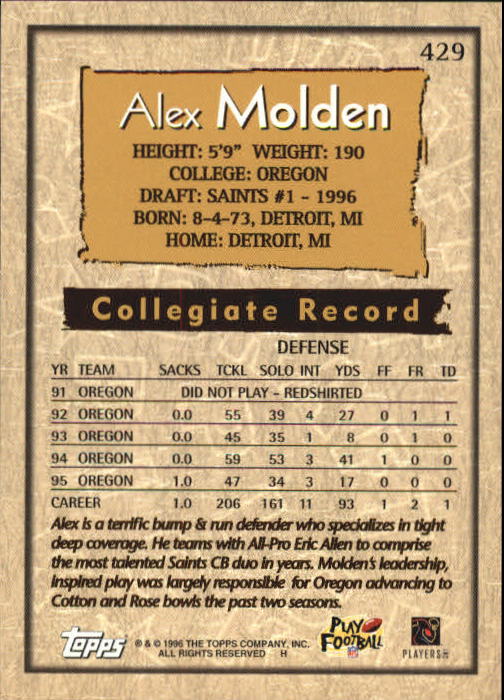 429
Alex Molden
HEIGHT: 5'9" WEIGHT: 190
COLLEGE: OREGON
DRAFT: SAINTS #1 - 1996
BORN: 8-4-73, DETROIT, MI
HOME: DETROIT, MI
Collegiate Record
DEFENSE
YR TEAM SACKS TCKL SOLO INT YDS FF FR TD
91 OREGON DID NOT PLAY – REDSHIRTED
92 OREGON 0.0 55 39 4 27 0 1 1
93 OREGON 0.0 45 35 1 8 0 1 0
94 OREGON 0.0 59 53 3 41 1 0 0
95 OREGON 1.0 47 34 3 17 0 0 0
CAREER 1.0 206 161 11 93 1 2 1
Alex is a terrific bump & run defender who specializes in tight
deep coverage. He teams with All-Pro Eric Allen to comprise
the most talented Saints CB duo in years. Molden's leadership,
inspired play was largely responsible for Oregon advancing to
Cotton and Rose bowls the past two seasons.
Topps
® & © 1996 THE TOPPS COMPANY, INC.
ALL RIGHTS RESERVED H
PLAY
FOOTBALL
NFL
PLAYERS INC